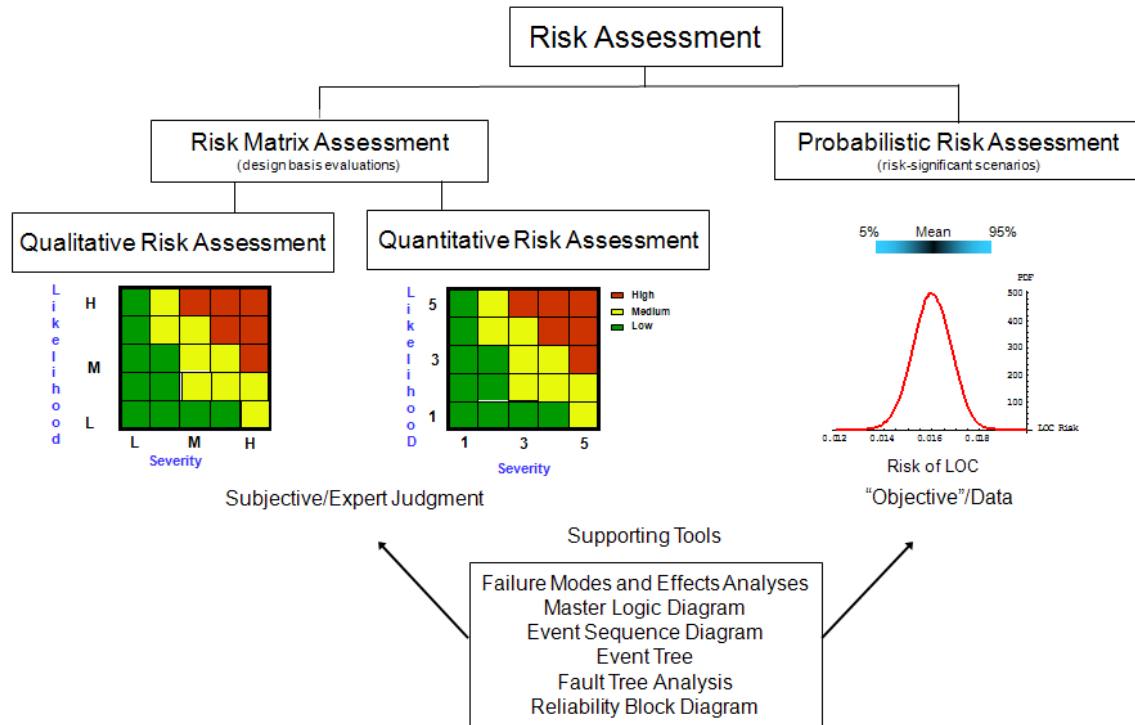 Risk Assessment
Risk Matrix Assessment
(design basis evaluations)
Probabilistic Risk Assessment
(risk-significant scenarios)
Qualitative Risk Assessment
Quantitative Risk Assessment
5% Mean 95%
Likelihood
H
M
L
L M H
Severity
LikelihooD
5
3
1
1 3 5
Severity
High
Medium
Low
PDF
500
400
300
200
100
LOC Risk
0.012 0.014 0.016 0.018
Risk of LOC
Subjective/Expert Judgment
“Objective”/Data
Supporting Tools
Failure Modes and Effects Analyses
Master Logic Diagram
Event Sequence Diagram
Event Tree
Fault Tree Analysis
Reliability Block Diagram